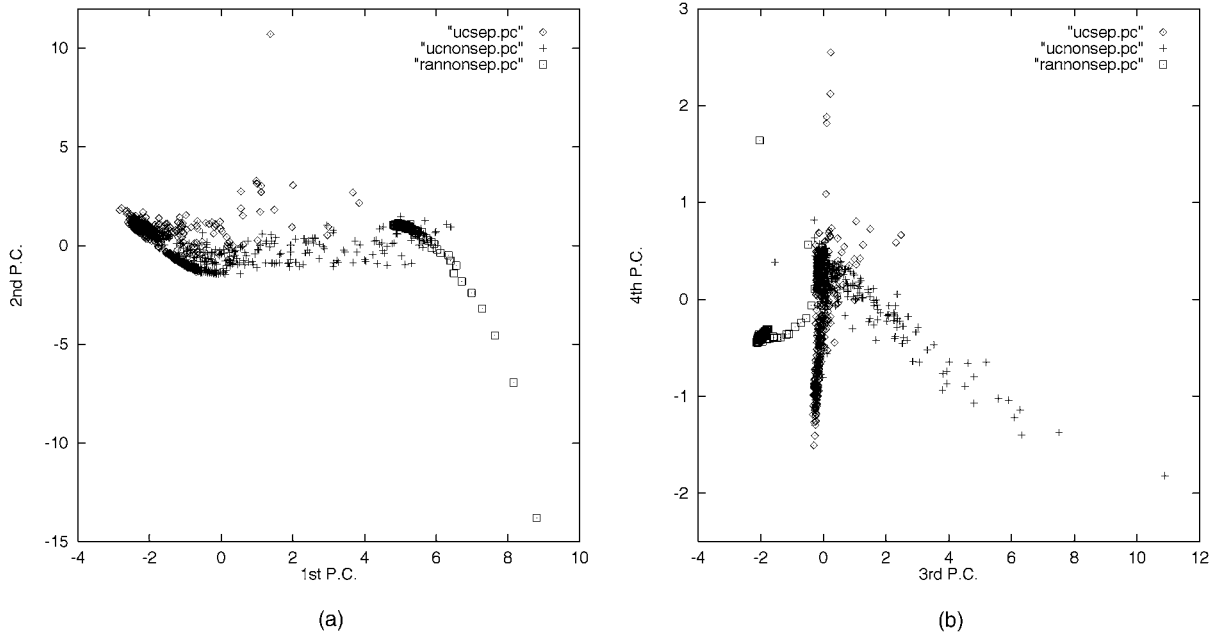 10
5
0
-5
-10
-15
-4
-2
0
2
4
6
8
10
2nd P.C.
1st P.C.
"ucsep.pc"
"ucnonsep.pc"
"rannonsep.pc"
(a)
3
2
1
0
-1
-2
-4
-2
0
2
4
6
8
10
12
4th P.C.
3rd P.C.
"ucsep.pc"
"ucnonsep.pc"
"rannonsep.pc"
(b)